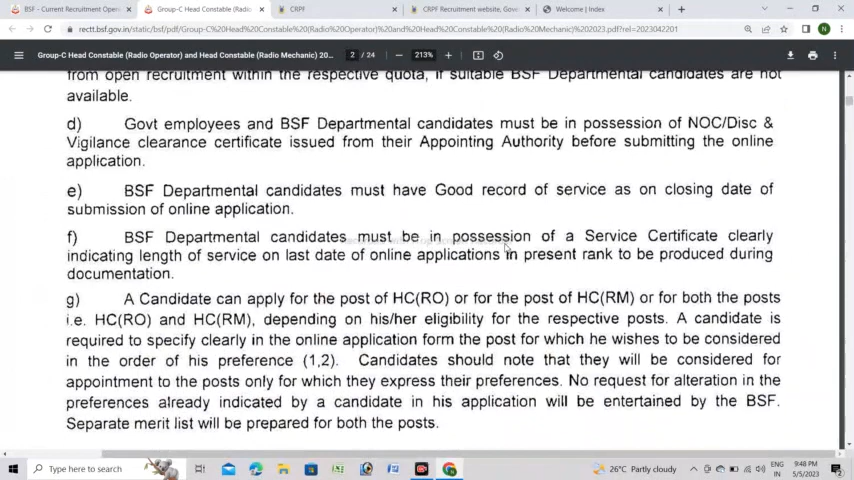 BSF - Current Recruitment Open
Group-C Head Constable (Radio
CRPF
CRPF Recruitment website, Gove
Welcome | Index
rectt.bsf.gov.in/static/bsf/pdf/Group-C%20Head%20Constable%20(Radio%20Operator)%20and%20Head%20Constable%20(Radio%20Mechanic)%202023.pdf?rel=2023042201
N
Group-C Head Constable (Radio Operator) and Head Constable (Radio Mechanic) 20...
2 / 24
213%
from open recruitment within the respective quota, if suitable BSF Departmental candidates are not
available.
d) Govt employees and BSF Departmental candidates must be in possession of NOC/Disc &
Vigilance clearance certificate issued from their Appointing Authority before submitting the online
application.
e) BSF Departmental candidates must have Good record of service as on closing date of
submission of online application.
f) BSF Departmental candidates must be in possession of a Service Certificate clearly
indicating length of service on last date of online applications in present rank to be produced during
documentation.
g) A Candidate can apply for the post of HC(RO) or for the post of HC(RM) or for both the posts
i.e. HC(RO) and HC(RM), depending on his/her eligibility for the respective posts. A candidate is
required to specify clearly in the online application form the post for which he wishes to be considered
in the order of his preference (1,2). Candidates should note that they will be considered for
appointment to the posts only for which they express their preferences. No request for alteration in the
preferences already indicated by a candidate in his application will be entertained by the BSF.
Separate merit list will be prepared for both the posts.
Type here to search
26°C Partly cloudy
ENG
IN
9:48 PM
5/5/2023